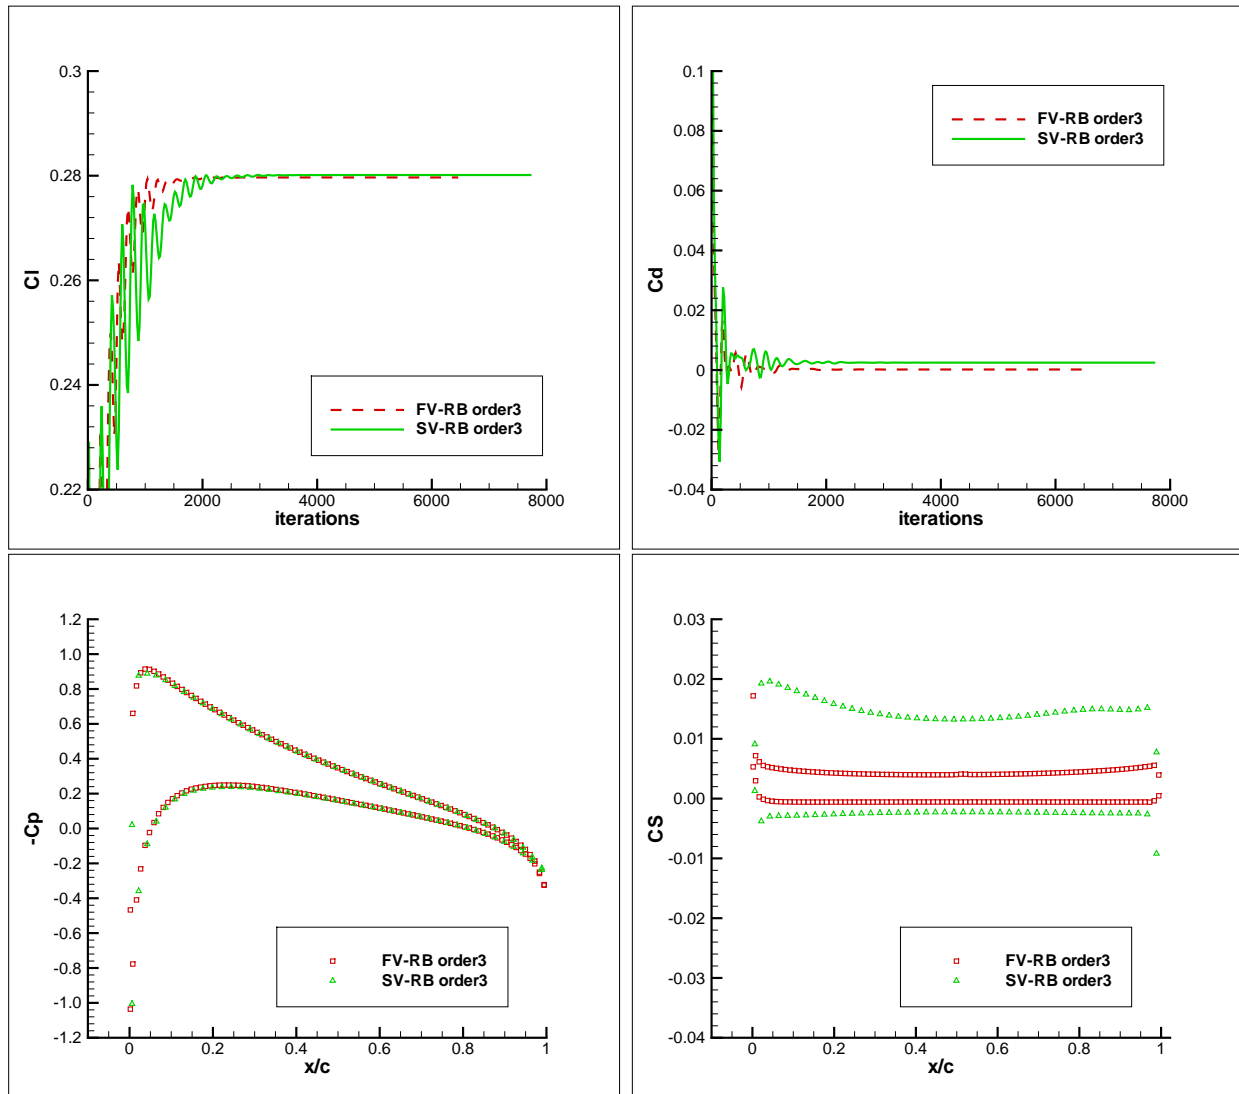 0.3
0.28
0.26
0.24
0.22
Cl
0 2000 4000 6000 8000
iterations
FV-RB order3
SV-RB order3
0.1
0.08
0.06
0.04
0.02
0
-0.02
-0.04
Cd
0 2000 4000 6000 8000
iterations
FV-RB order3
SV-RB order3
1.2
1.0
0.8
0.6
0.4
0.2
0.0
-0.2
-0.4
-0.6
-0.8
-1.0
-1.2
-Cp
0 0.2 0.4 0.6 0.8 1
x/c
FV-RB order3
SV-RB order3
0.03
0.02
0.01
0.00
-0.01
-0.02
-0.03
-0.04
CS
0 0.2 0.4 0.6 0.8 1
x/c
FV-RB order3
SV-RB order3